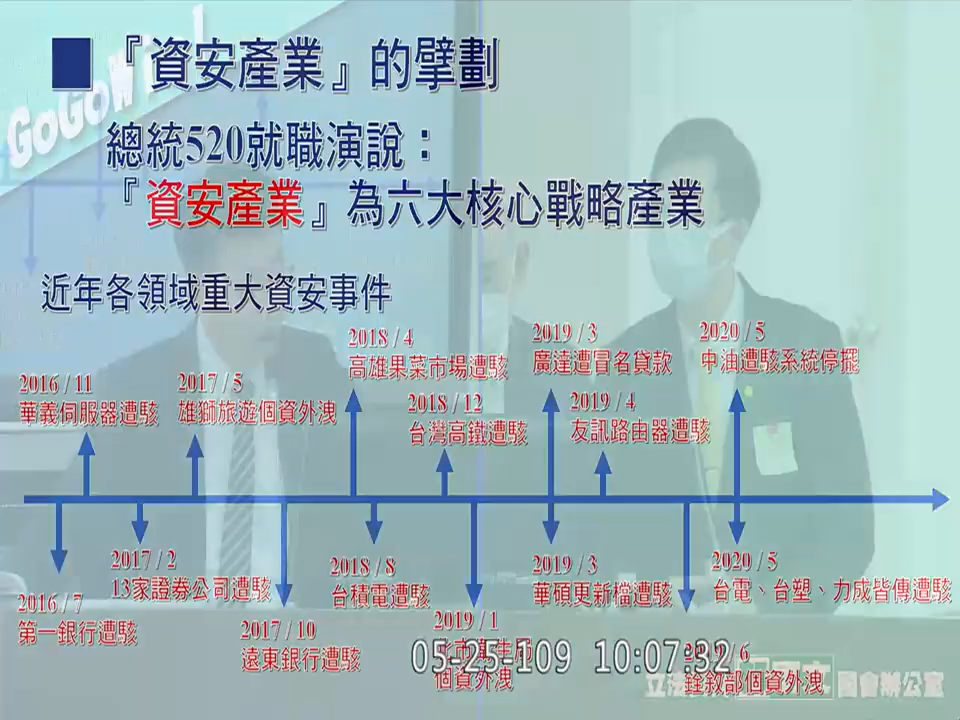 GoGoW
■『資安產業』的擘劃
總統520就職演說：
『資安產業』為六大核心戰略產業
近年各領域重大資安事件
2016 / 11
華義伺服器遭駭
2017 / 5
雄獅旅遊個資外洩
2018 / 4
高雄果菜市場遭駭
2018 / 12
台灣高鐵遭駭
2019 / 3
廣達遭冒名貸款
2019 / 4
友訊路由器遭駭
2020 / 5
中油遭駭系統停擺
2016 / 7
第一銀行遭駭
2017 / 2
13家證券公司遭駭
2017 / 10
遠東銀行遭駭
2018 / 8
台積電遭駭
2019 / 1
北市衛生局
個資外洩
2019 / 3
華碩更新檔遭駭
/ 6
銓敘部個資外洩
2020 / 5
台電、台塑、力成皆傳遭駭
05-25-109 10:07:32
立法 國會辦公室